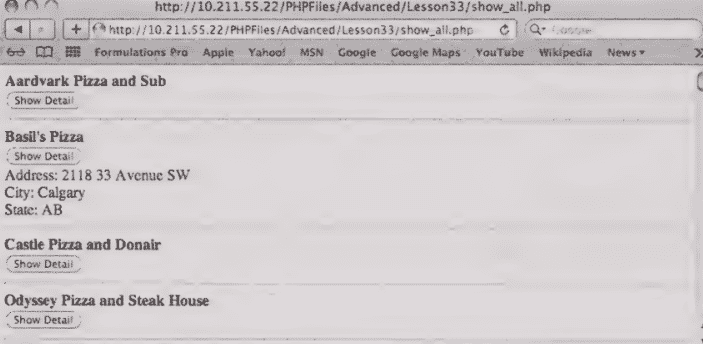 http://10.211.55.22/PHPFiles/Advanced/Lesson33/show_all.php
http://10.211.55.22/PHPFiles/Advanced/Lesson33/show_all.php
Formulations Pro Apple Yahoo! MSN Google Google Maps YouTube Wikipedia News
Aardvark Pizza and Sub
Show Detail
Basil's Pizza
Show Detail
Address: 2118 33 Avenue SW
City: Calgary
State: AB
Castle Pizza and Donair
Show Detail
Odyssey Pizza and Steak House
Show Detail